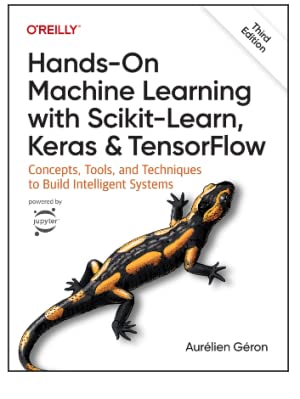 O'REILLY®
Third
Edition
Hands-On
Machine Learning
with Scikit-Learn,
Keras & TensorFlow
Concepts, Tools, and Techniques
to Build Intelligent Systems
powered by
jupyter
Aurélien Géron